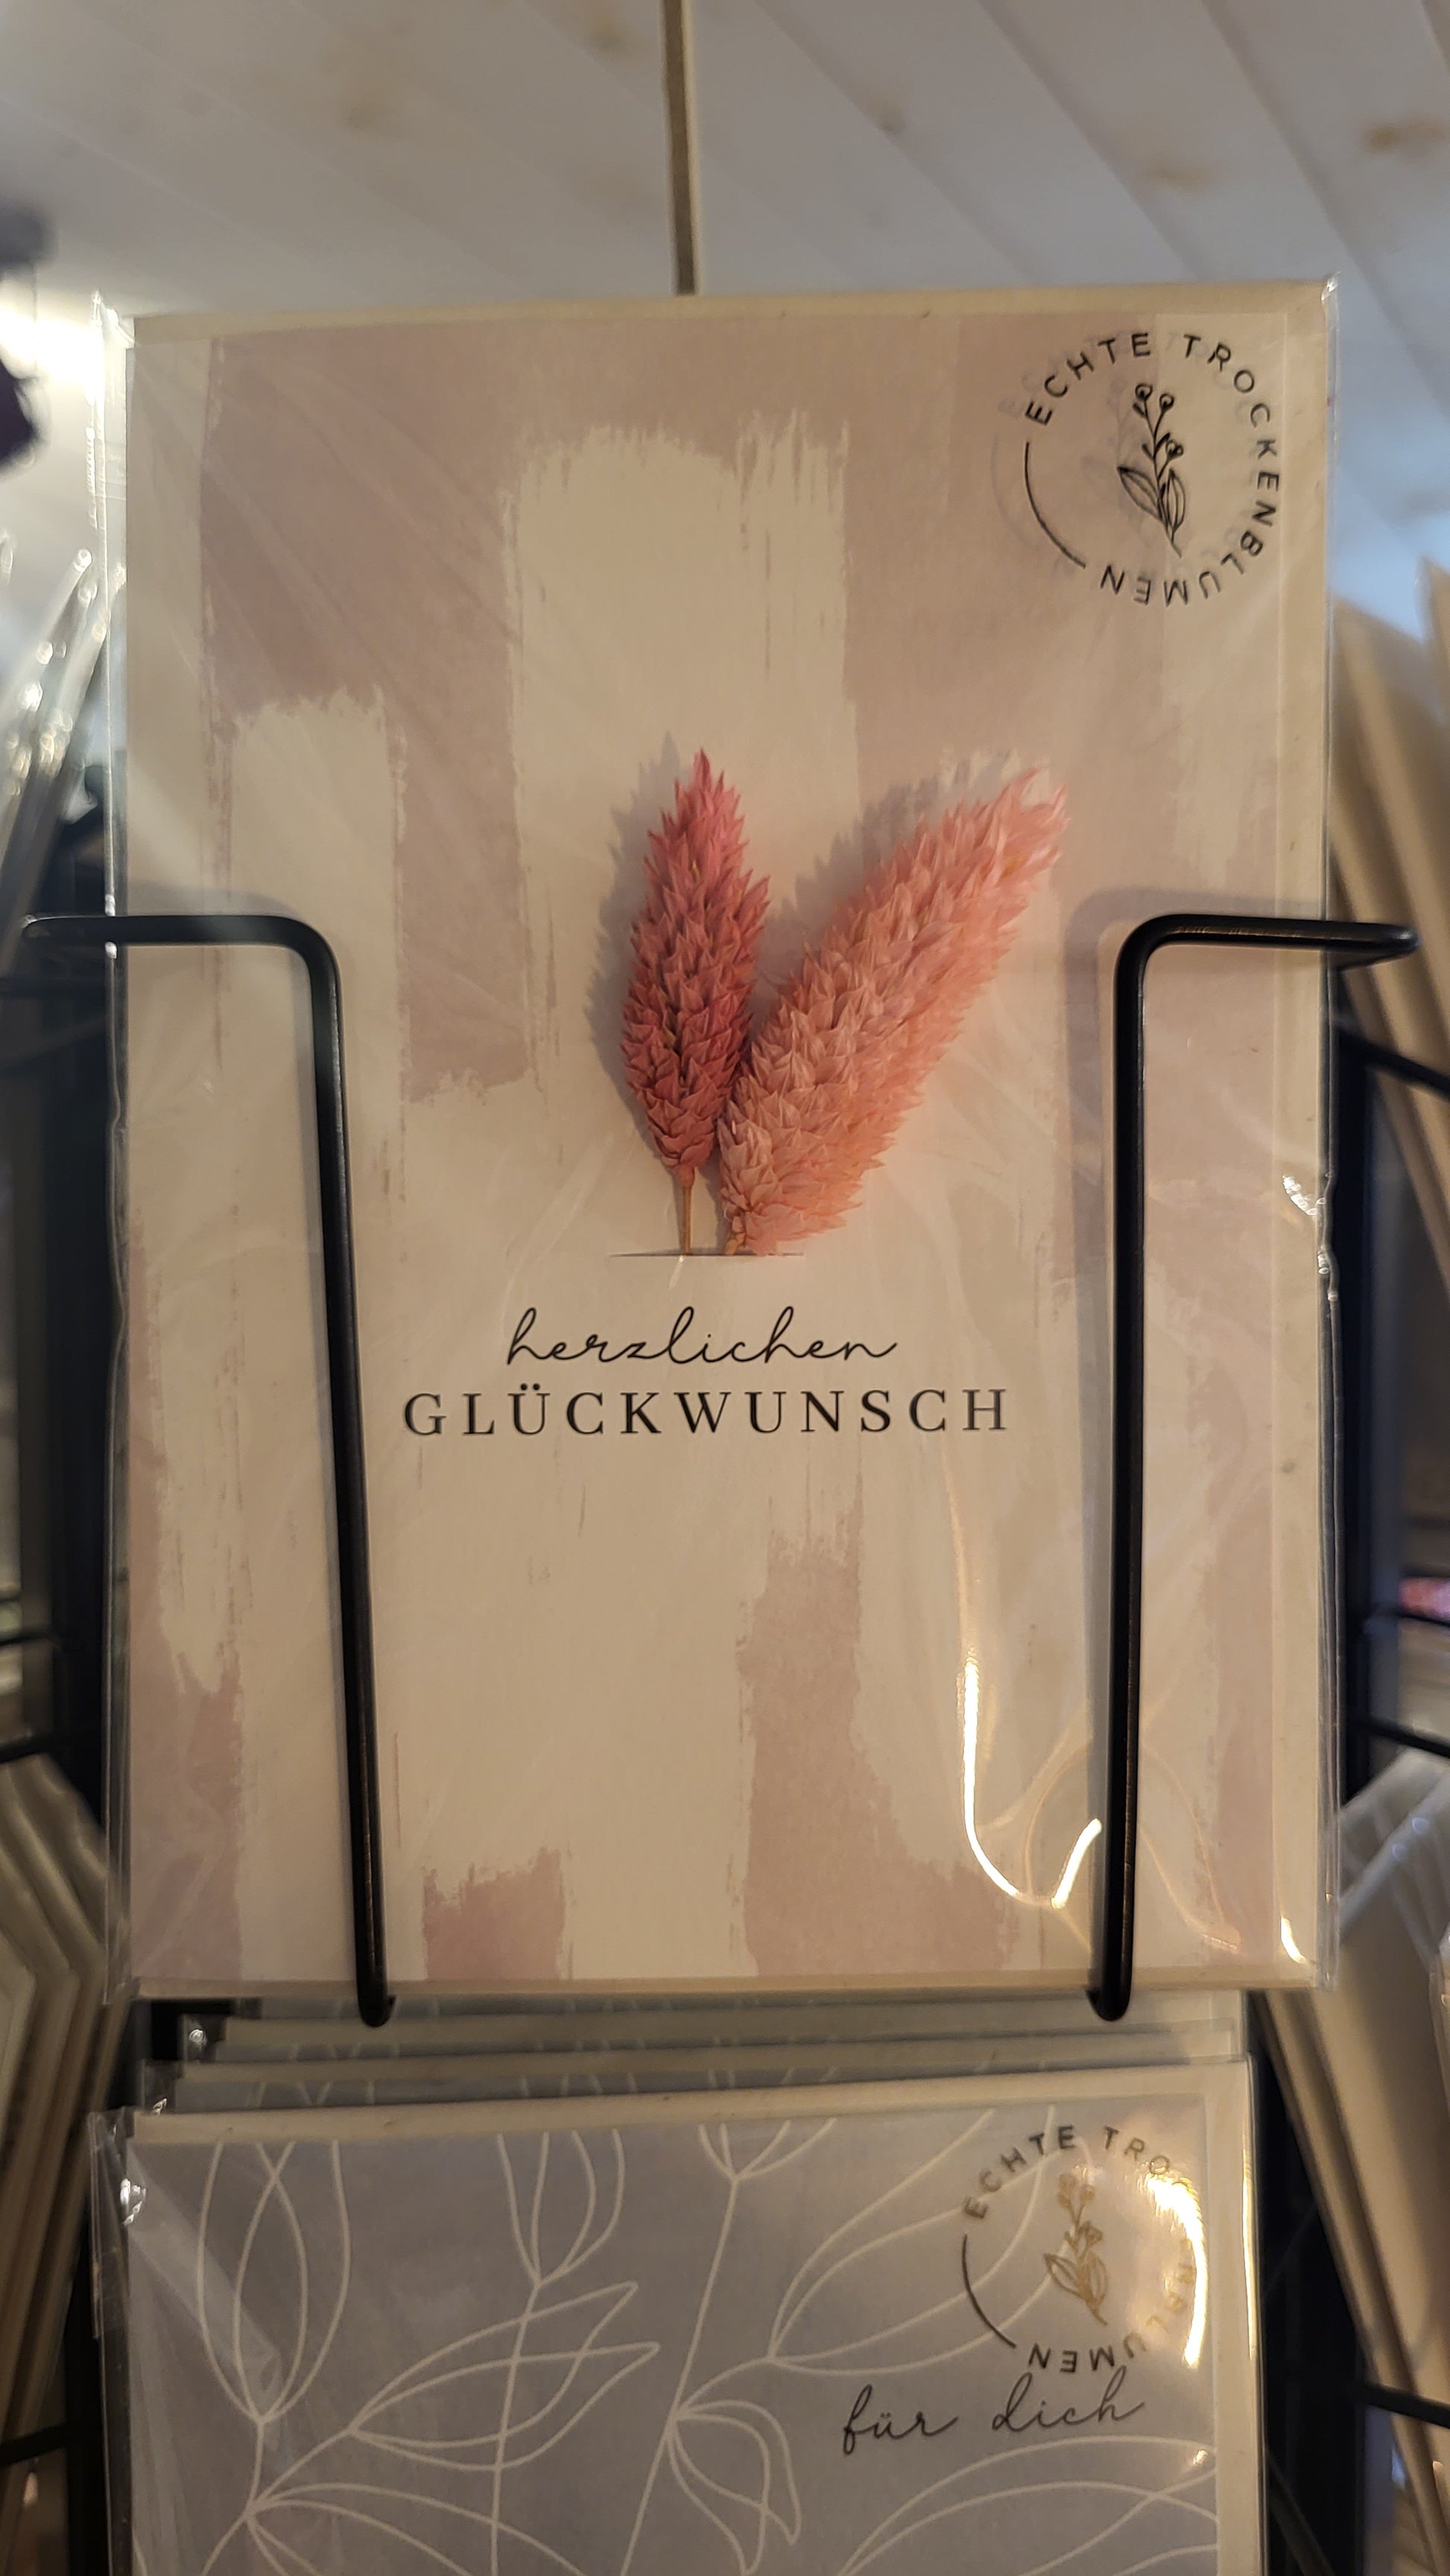 ECHTE TROCKENBLUMEN
herzlichen
GLÜCKWUNSCH
ECHTE TROCKENBLUMEN
für dich